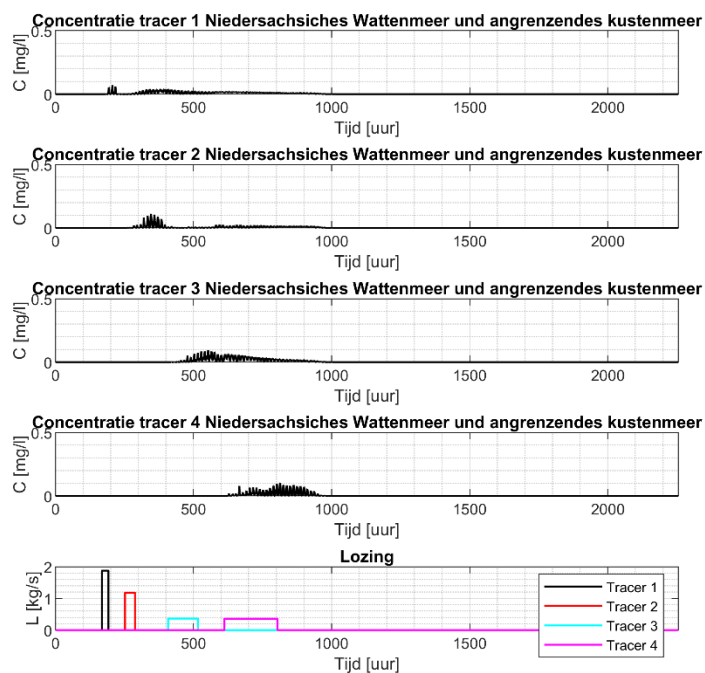 Concentratie tracer 1 Niedersachsiches Wattenmeer und angrenzendes kustenmeer
0.5
C [mg/l]
0
0 500 1000 1500 2000
Tijd [uur]
Concentratie tracer 2 Niedersachsiches Wattenmeer und angrenzendes kustenmeer
0.5
C [mg/l]
0
0 500 1000 1500 2000
Tijd [uur]
Concentratie tracer 3 Niedersachsiches Wattenmeer und angrenzendes kustenmeer
0.5
C [mg/l]
0
0 500 1000 1500 2000
Tijd [uur]
Concentratie tracer 4 Niedersachsiches Wattenmeer und angrenzendes kustenmeer
0.5
C [mg/l]
0
0 500 1000 1500 2000
Tijd [uur]
Lozing
2
1
0
L [kg/s]
Tracer 1
Tracer 2
Tracer 3
Tracer 4
0 500 1000 1500 2000
Tijd [uur]